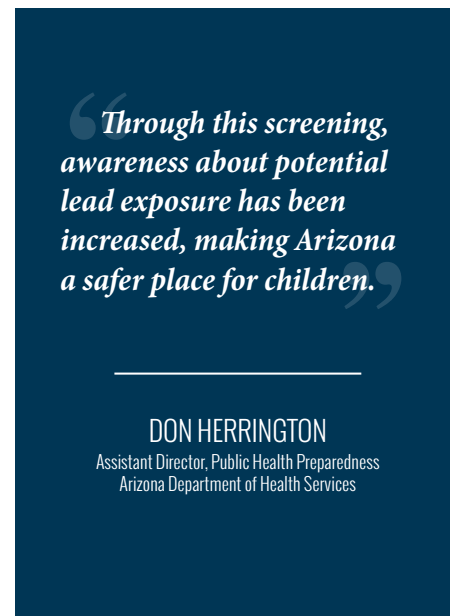 “Through this screening,
awareness about potential
lead exposure has been
increased, making Arizona
a safer place for children.”
DON HERRINGTON
Assistant Director, Public Health Preparedness
Arizona Department of Health Services